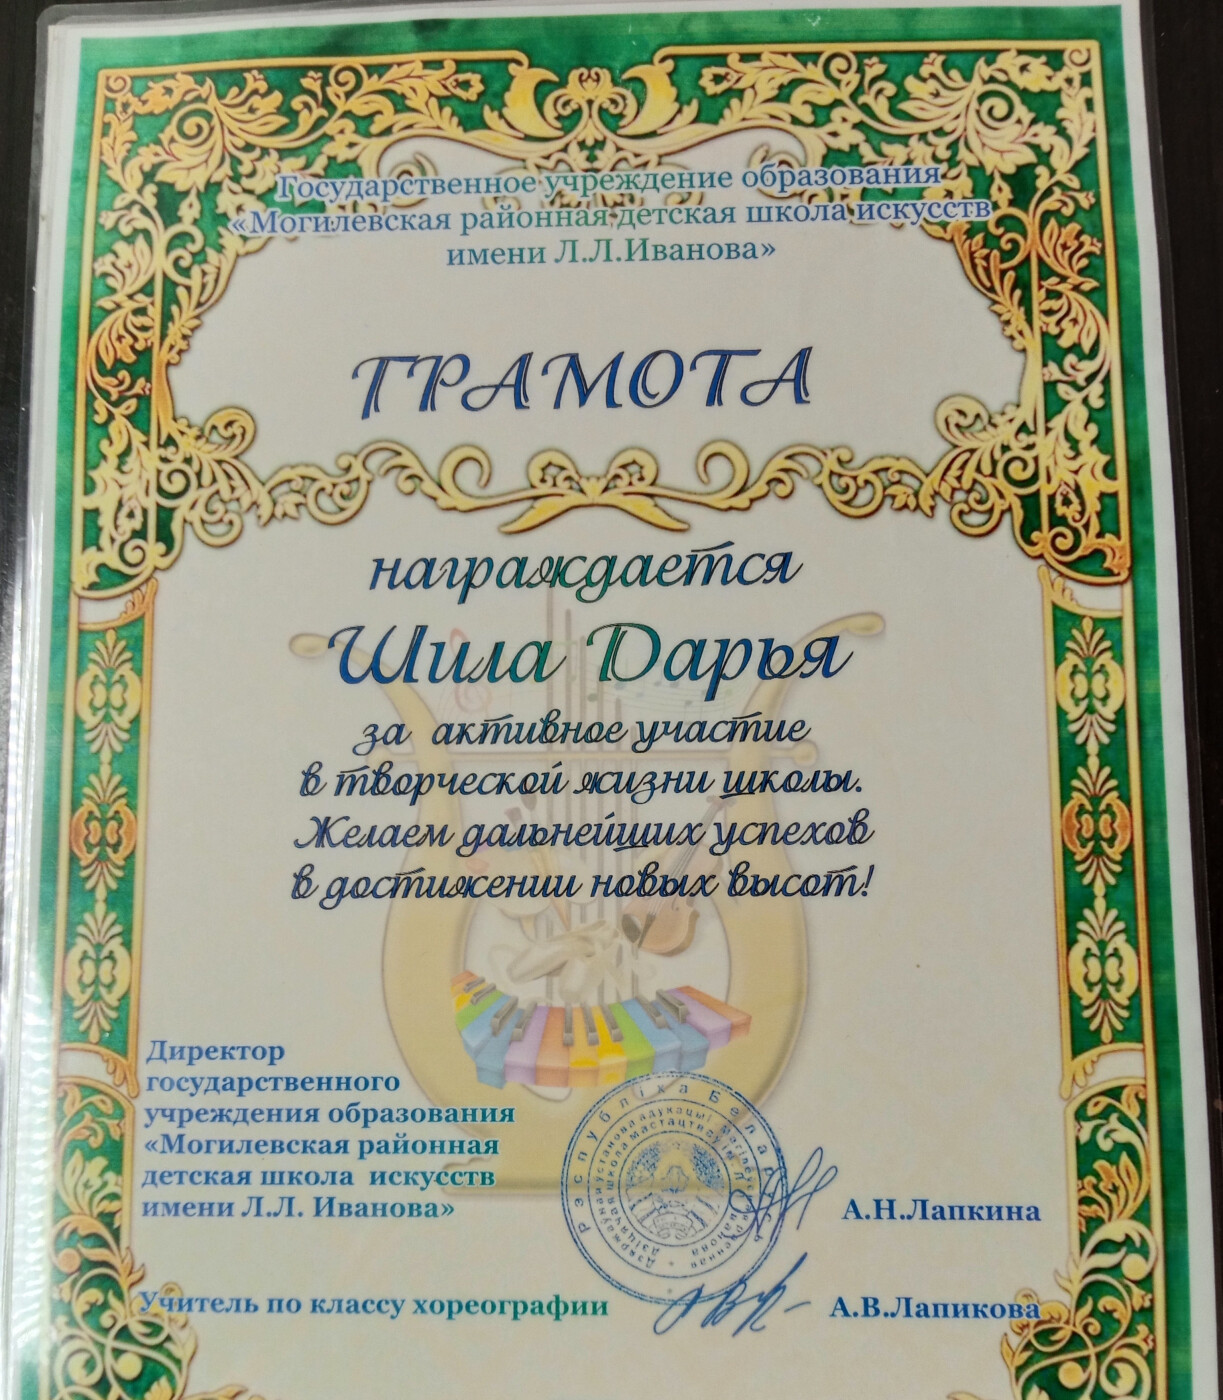 Государственное учреждение образования
«Могилевская районная детская школа искусств
имени Л.Л.Иванова»
ГРАМОТА
награждается
Шила Дарья
за активное участие
в творческой жизни школы.
Желаем дальнейших успехов
в достижении новых высот!
Директор
государственного
учреждения образования
«Могилевская районная
детская школа искусств
имени Л.Л. Иванова»
А.Н.Лапкина
Рэспубліка Беларусь
Учитель по классу хореографии
А.В.Лапикова